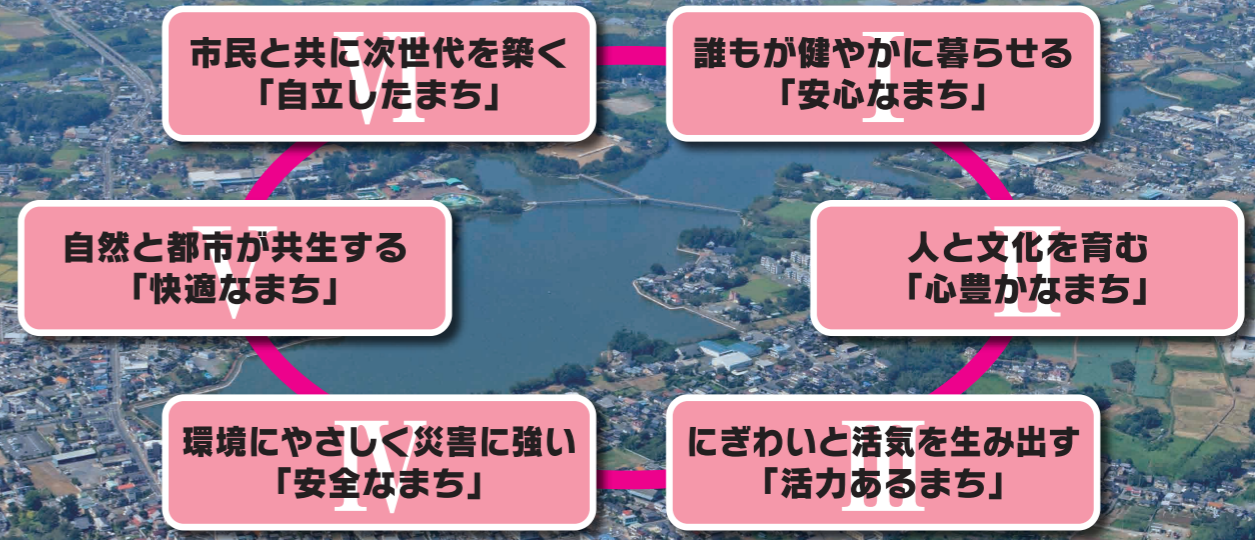 Ⅰ
誰もが健やかに暮らせる
「安心なまち」
Ⅱ
人と文化を育む
「心豊かなまち」
Ⅲ
にぎわいと活気を生み出す
「活力あるまち」
Ⅳ
環境にやさしく災害に強い
「安全なまち」
Ⅴ
自然と都市が共生する
「快適なまち」
Ⅵ
市民と共に次世代を築く
「自立したまち」